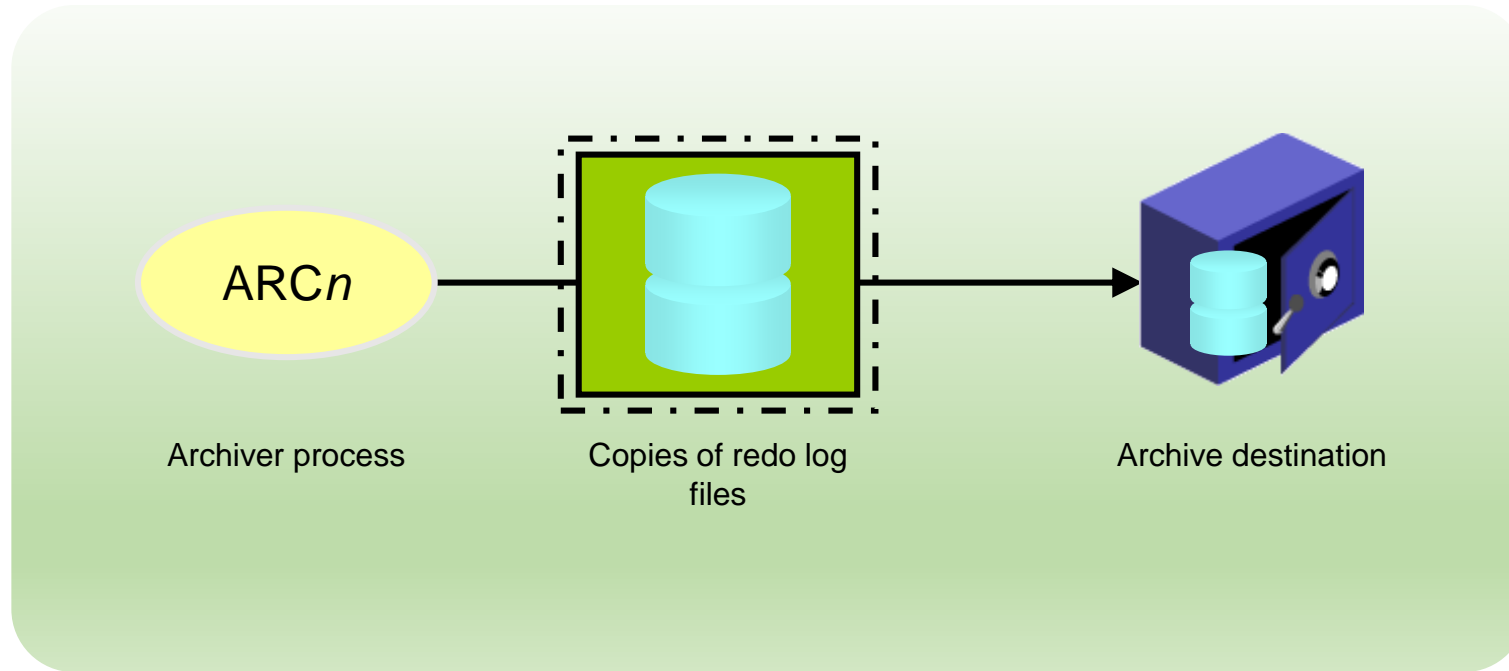 ARCn
Archiver process
Copies of redo log
files
Archive destination